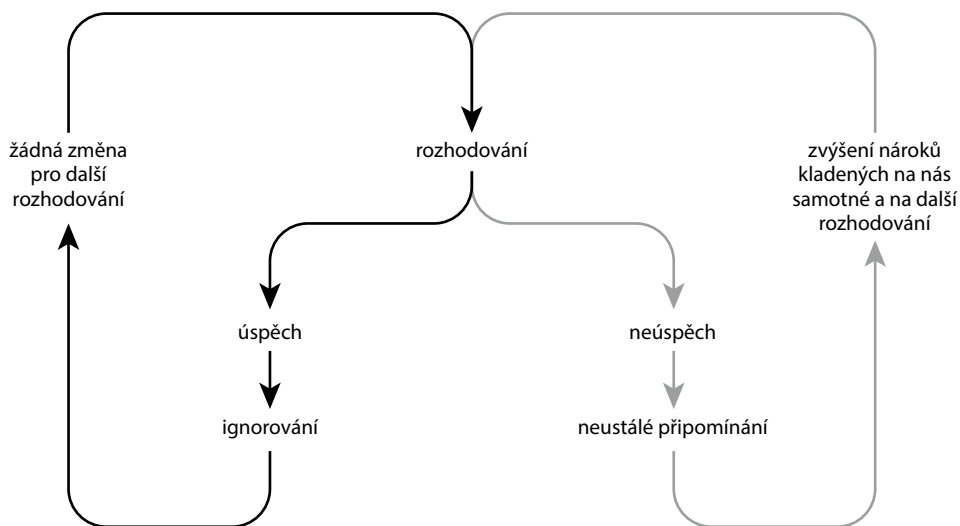 žádná změna
pro další
rozhodování
rozhodování
zvýšení nároků
kladených na nás
samotné a na další
rozhodování
úspěch
neúspěch
ignorování
neustálé připomínání